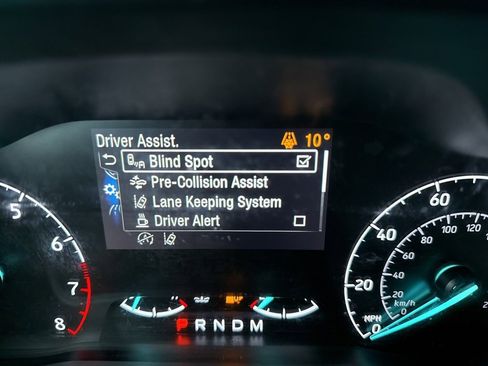 Driver Assist. 10°
Blind Spot
Pre-Collision Assist
Lane Keeping System
Driver Alert
5
6
7
8
P R N D M
0
20
40
60
80
0
20
40
60
80
100
120
MPH
km/h